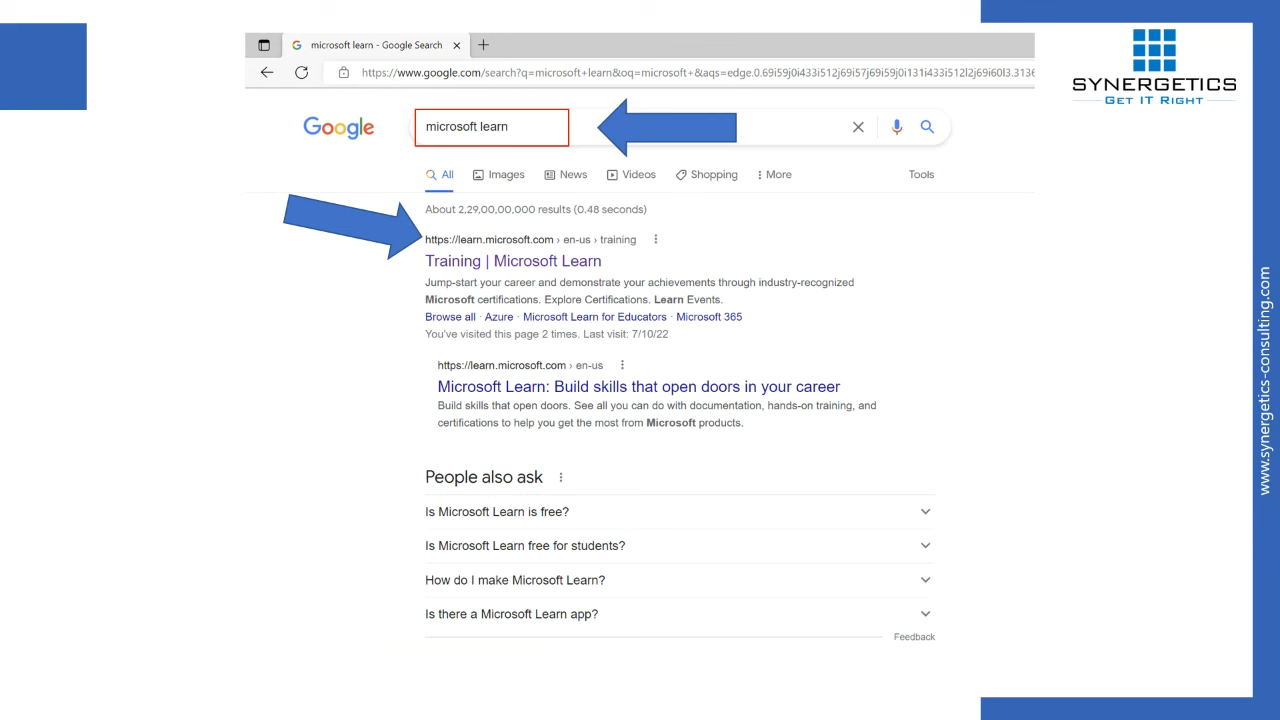 microsoft learn - Google Search
https://www.google.com/search?q=microsoft+learn&oq=microsoft+&aqs=edge.0.69i59j0i433i512j69i57j69i59j0i131i433i512l2j69i60l3.3136
SYNERGETICS
GET IT RIGHT
Google
microsoft learn
All Images News Videos Shopping More Tools
About 2,29,00,00,000 results (0.48 seconds)
https://learn.microsoft.com › en-us › training
Training | Microsoft Learn
Jump-start your career and demonstrate your achievements through industry-recognized
Microsoft certifications. Explore Certifications. Learn Events.
Browse all · Azure · Microsoft Learn for Educators · Microsoft 365
You've visited this page 2 times. Last visit: 7/10/22
https://learn.microsoft.com › en-us
Microsoft Learn: Build skills that open doors in your career
Build skills that open doors. See all you can do with documentation, hands-on training, and
certifications to help you get the most from Microsoft products.
People also ask
Is Microsoft Learn is free?
Is Microsoft Learn free for students?
How do I make Microsoft Learn?
Is there a Microsoft Learn app?
Feedback
www.synergetics-consulting.com